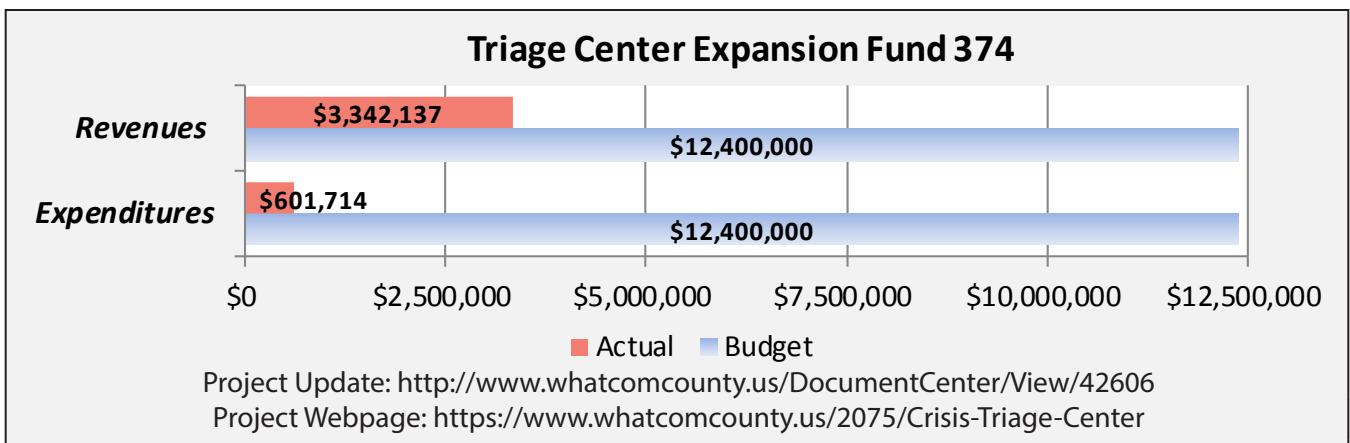 Triage Center Expansion Fund 374
Revenues
$3,342,137
$12,400,000
Expenditures
$601,714
$12,400,000
$0 $2,500,000 $5,000,000 $7,500,000 $10,000,000 $12,500,000
Actual Budget
Project Update: http://www.whatcomcounty.us/DocumentCenter/View/42606
Project Webpage: https://www.whatcomcounty.us/2075/Crisis-Triage-Center